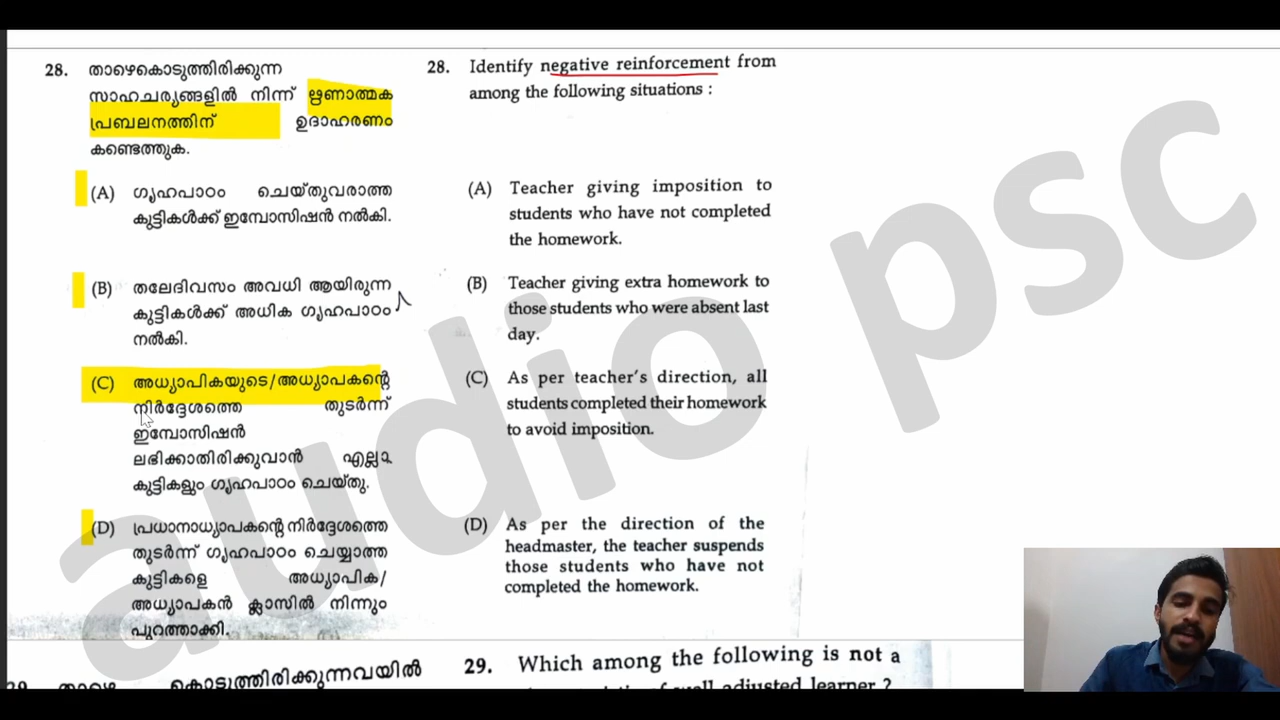 28. താഴെകൊടുത്തിരിക്കുന്ന
സാഹചര്യങ്ങളിൽ നിന്ന് ഋണാത്മക
പ്രബലനത്തിന് ഉദാഹരണം
കണ്ടെത്തുക.
(A) ഗൃഹപാഠം ചെയ്തുവരാത്ത
കുട്ടികൾക്ക് ഇമ്പോസിഷൻ നൽകി.
(B) തലേദിവസം അവധി ആയിരുന്ന
കുട്ടികൾക്ക് അധിക ഗൃഹപാഠം
നൽകി.
(C) അധ്യാപികയുടെ/അധ്യാപകന്റെ
നിർദ്ദേശത്തെ തുടർന്ന്
ഇമ്പോസിഷൻ
ലഭിക്കാതിരിക്കുവാൻ എല്ലാ
കുട്ടികളും ഗൃഹപാഠം ചെയ്തു.
(D) പ്രധാനാധ്യാപകന്റെ നിർദ്ദേശത്തെ
തുടർന്ന് ഗൃഹപാഠം ചെയ്യാത്ത
കുട്ടികളെ അധ്യാപിക/
അധ്യാപകൻ ക്ലാസിൽ നിന്നും
പുറത്താക്കി.
28. Identify negative reinforcement from
among the following situations :
(A) Teacher giving imposition to
students who have not completed
the homework.
(B) Teacher giving extra homework to
those students who were absent last
day.
(C) As per teacher's direction, all
students completed their homework
to avoid imposition.
(D) As per the direction of the
headmaster, the teacher suspends
those students who have not
completed the homework.
കൊടുത്തിരിക്കുന്നവയിൽ
29. Which among the following is not a
learner ?
audio psc